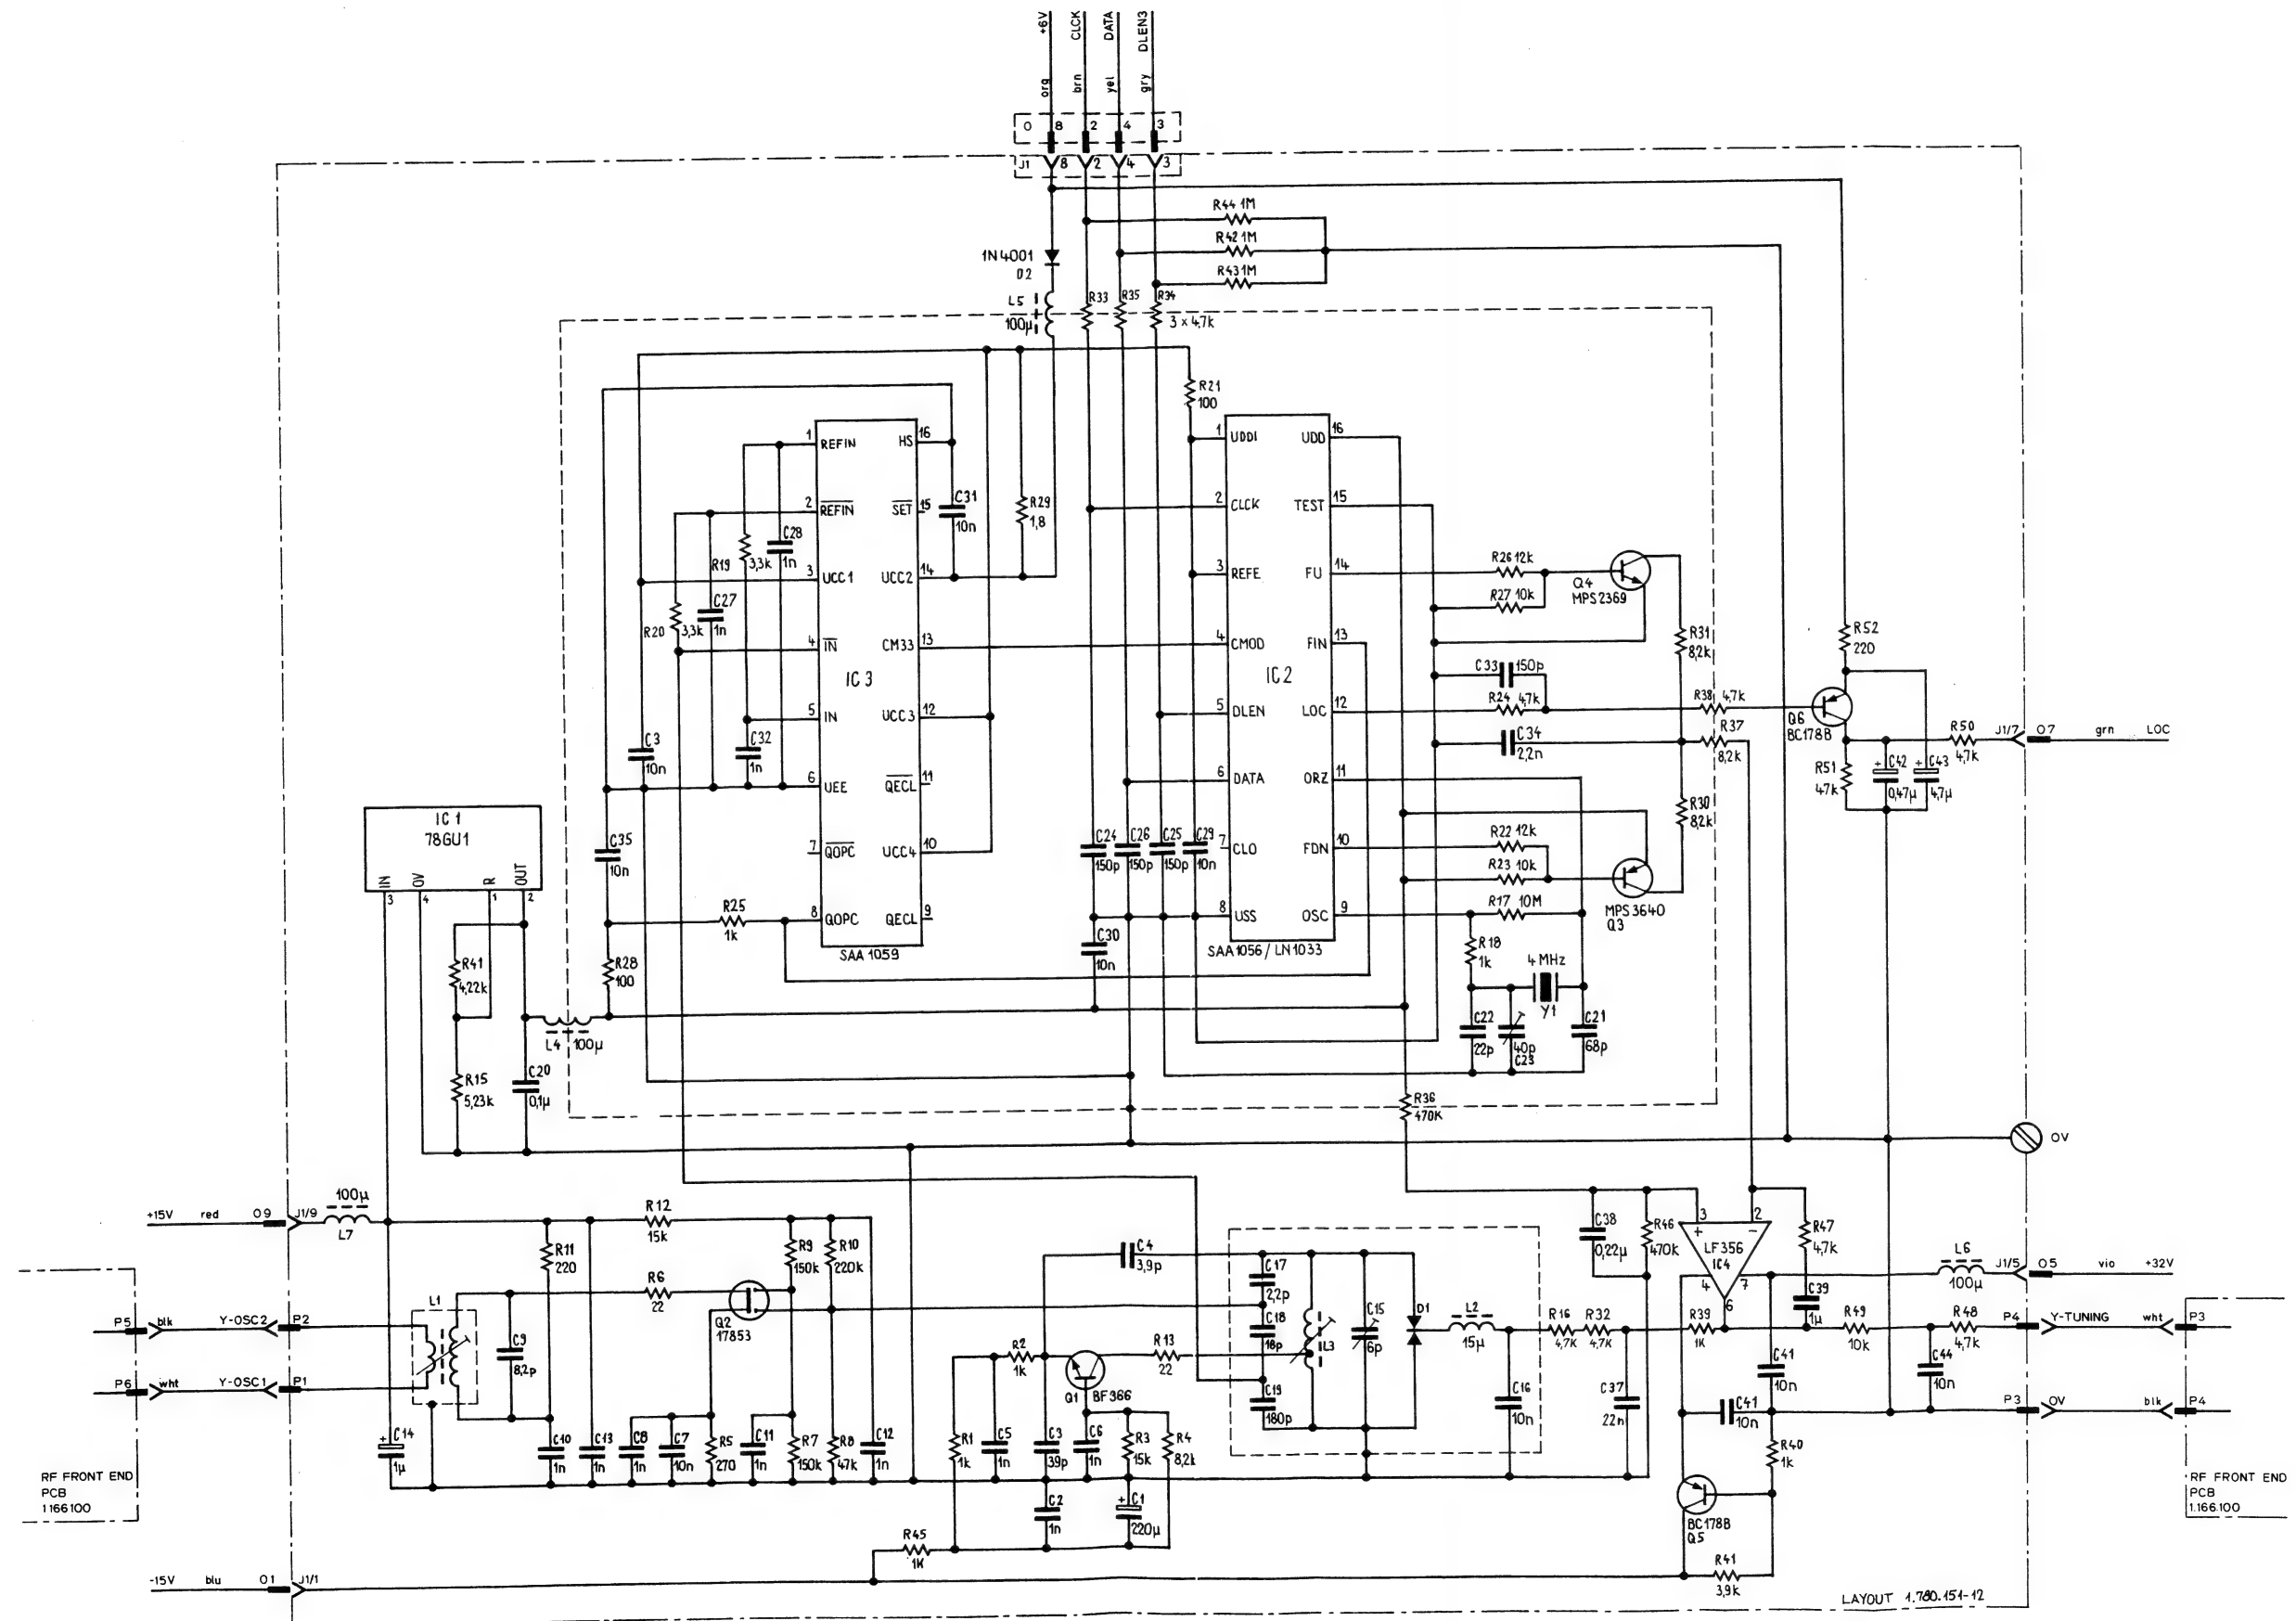 +6V
CLCK
DATA
DLEN3
org
brn
yel
gry
O 8 2 4 3
J1 8 2 4 3
R44 1M
R42 1M
R43 1M
1N4001
D2
L5
100µ
R33
R35
R34
3 × 4,7k
R21
100
1 REFIN
HS 16
2 REFIN
SET 15
3 UCC1
UCC2 14
4 IN
CM33 13
IC 3
5 IN
UCC3 12
6 UEE
QECL 11
7 QOPC
UCC4 10
8 QOPC
QECL 9
SAA 1059
C31
10n
R29
1,8
R19
3,3k
C28
1n
C27
1n
R20
3,3k
C3
10n
C32
1n
C35
10n
R25
1k
R28
100
1 UDDI
UDD 16
2 CLCK
TEST 15
3 REFE
FU 14
4 CMOD
FIN 13
IC 2
5 DLEN
LOC 12
6 DATA
ORZ 11
7 CLO
FDN 10
8 USS
OSC 9
SAA 1056 / LN1033
C24
150p
C26
150p
C25
150p
C29
10n
C30
10n
R26 12k
R27 10k
Q4
MPS2369
C33 150p
R24 4,7k
C34
2,2n
R31
8,2k
R38 4,7k
R37
8,2k
R30
8,2k
R22 12k
R23 10k
R17 10M
MPS 3640
Q3
R18
1k
4 MHz
Y1
C22
22p
40p
C23
C21
68p
R52
220
Q6
BC178B
R51
47k
+ C42
0,47µ
+ C43
4,7µ
R50
4,7k
J1/7
O7
grn
LOC
IC 1
78GU1
IN
OV
R
OUT
3
4
1
2
R41
4,22k
R15
5,23k
L4
100µ
C20
0,1µ
R36
470K
OV
+15V
red
O9
J1/9
100µ
L7
R12
15k
R11
220
R9
150k
R10
220k
R6
22
Q2
17853
P5
blk
Y-OSC2
P2
P6
wht
Y-OSC1
P1
L1
C9
8,2p
+ C14
1µ
C10
1n
C13
1n
C8
1n
C7
10n
R5
270
C11
1n
R7
150k
R8
47k
C12
1n
RF FRONT END
PCB
1166100
R1
1k
C5
1n
R2
1k
C3
39p
Q1
BF366
C6
1n
R3
15k
R4
8,2k
C2
1n
+ C1
220µ
R45
1K
-15V
blu
O1
J1/1
C4
3,9p
R13
22
C17
2,2p
C18
18p
C19
180p
L3
C15
6p
D1
L2
15µ
C16
10n
R16
4,7K
R32
4,7K
C37
22n
C38
0,22µ
R46
470k
3
2
+
−
LF356
IC4
4
7
6
R39
1K
R47
4,7k
C39
1µ
C41
10n
C41
10n
R49
10k
R48
4,7k
C44
10n
R40
1k
BC178B
Q5
R41
3,9k
L6
100µ
J1/5
O5
vio
+32V
P4
Y-TUNING
wht
P3
P3
OV
blk
P4
RF FRONT END
PCB
1.166.100
LAYOUT 1.780.151-12